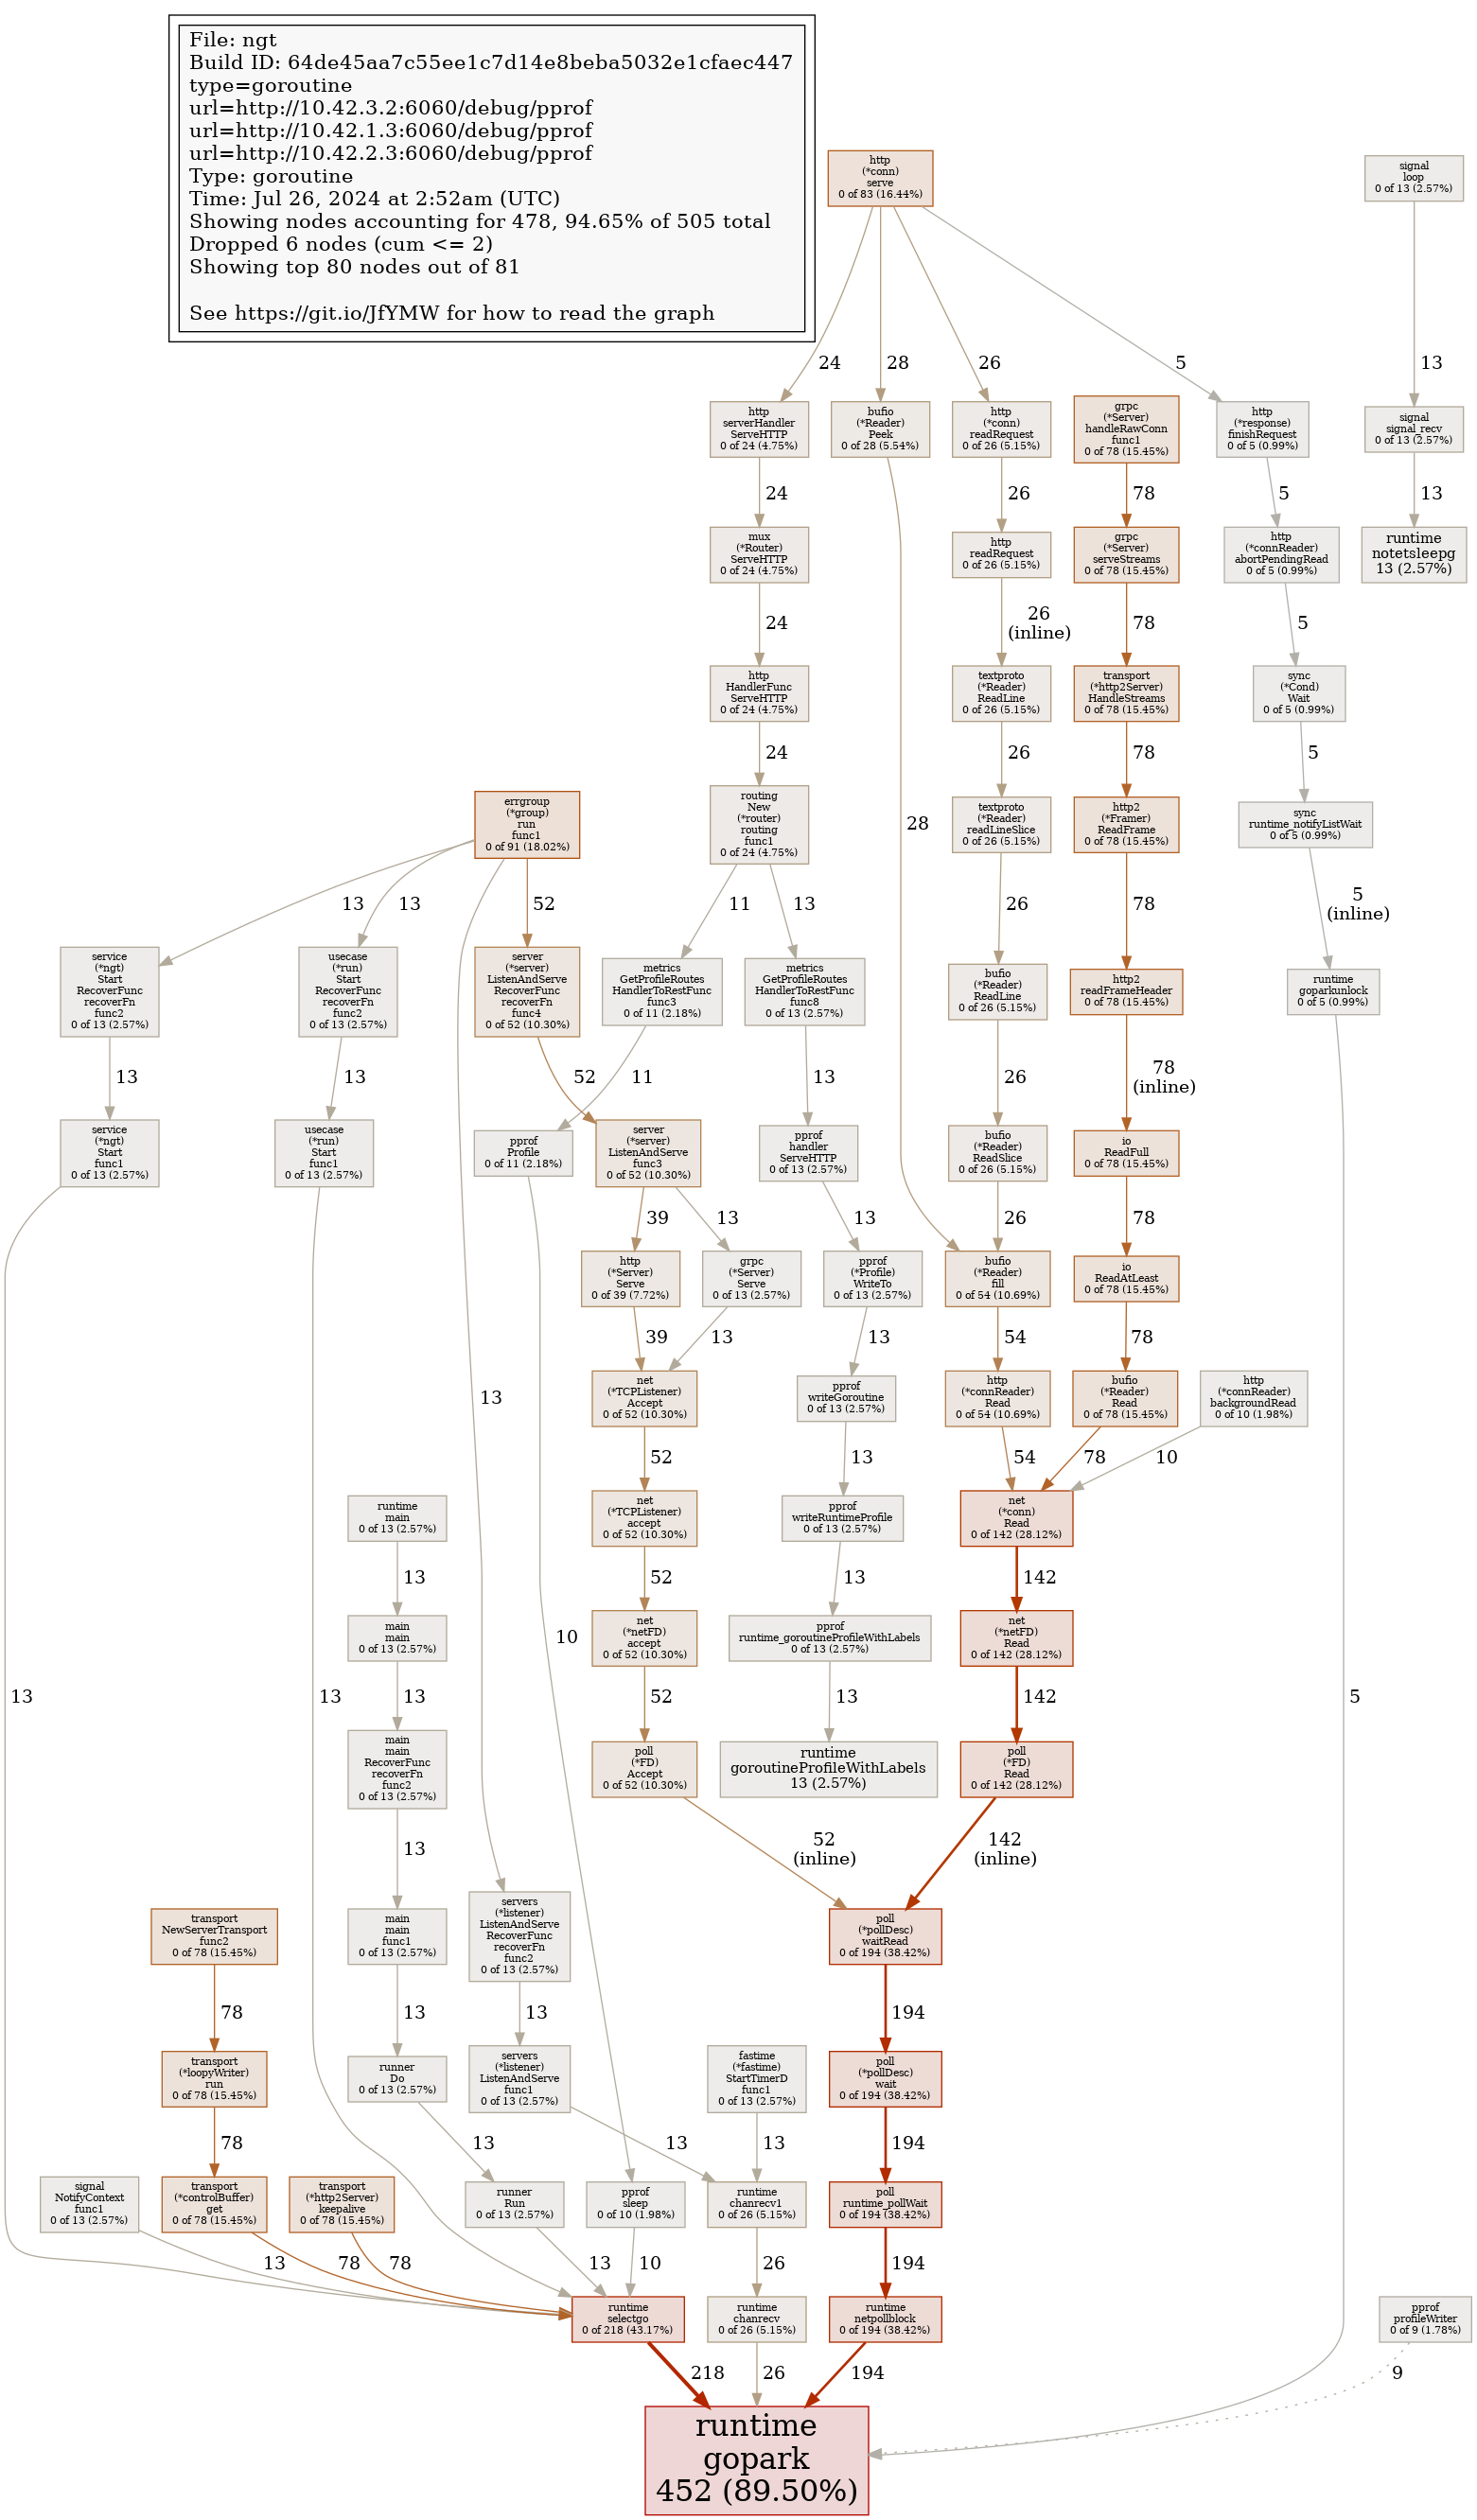 File: ngt
Build ID: 64de45aa7c55ee1c7d14e8beba5032e1cfaec447
type=goroutine
url=http://10.42.3.2:6060/debug/pprof
url=http://10.42.1.3:6060/debug/pprof
url=http://10.42.2.3:6060/debug/pprof
Type: goroutine
Time: Jul 26, 2024 at 2:52am (UTC)
Showing nodes accounting for 478, 94.65% of 505 total
Dropped 6 nodes (cum <= 2)
Showing top 80 nodes out of 81
See https://git.io/JfYMW for how to read the graph
http
(*conn)
serve
0 of 83 (16.44%)
signal
loop
0 of 13 (2.57%)
24
28
26
5
13
http
serverHandler
ServeHTTP
0 of 24 (4.75%)
bufio
(*Reader)
Peek
0 of 28 (5.54%)
http
(*conn)
readRequest
0 of 26 (5.15%)
grpc
(*Server)
handleRawConn
func1
0 of 78 (15.45%)
http
(*response)
finishRequest
0 of 5 (0.99%)
signal
signal_recv
0 of 13 (2.57%)
24
26
78
5
13
mux
(*Router)
ServeHTTP
0 of 24 (4.75%)
http
readRequest
0 of 26 (5.15%)
grpc
(*Server)
serveStreams
0 of 78 (15.45%)
http
(*connReader)
abortPendingRead
0 of 5 (0.99%)
runtime
notetsleepg
13 (2.57%)
24
26
(inline)
78
5
http
HandlerFunc
ServeHTTP
0 of 24 (4.75%)
textproto
(*Reader)
ReadLine
0 of 26 (5.15%)
transport
(*http2Server)
HandleStreams
0 of 78 (15.45%)
sync
(*Cond)
Wait
0 of 5 (0.99%)
24
26
78
5
errgroup
(*group)
run
func1
0 of 91 (18.02%)
routing
New
(*router)
routing
func1
0 of 24 (4.75%)
28
textproto
(*Reader)
readLineSlice
0 of 26 (5.15%)
http2
(*Framer)
ReadFrame
0 of 78 (15.45%)
sync
runtime_notifyListWait
0 of 5 (0.99%)
13
13
52
11
13
26
78
5
(inline)
service
(*ngt)
Start
RecoverFunc
recoverFn
func2
0 of 13 (2.57%)
usecase
(*run)
Start
RecoverFunc
recoverFn
func2
0 of 13 (2.57%)
server
(*server)
ListenAndServe
RecoverFunc
recoverFn
func4
0 of 52 (10.30%)
metrics
GetProfileRoutes
HandlerToRestFunc
func3
0 of 11 (2.18%)
metrics
GetProfileRoutes
HandlerToRestFunc
func8
0 of 13 (2.57%)
bufio
(*Reader)
ReadLine
0 of 26 (5.15%)
http2
readFrameHeader
0 of 78 (15.45%)
runtime
goparkunlock
0 of 5 (0.99%)
13
13
52
11
13
26
78
(inline)
service
(*ngt)
Start
func1
0 of 13 (2.57%)
usecase
(*run)
Start
func1
0 of 13 (2.57%)
pprof
Profile
0 of 11 (2.18%)
server
(*server)
ListenAndServe
func3
0 of 52 (10.30%)
pprof
handler
ServeHTTP
0 of 13 (2.57%)
bufio
(*Reader)
ReadSlice
0 of 26 (5.15%)
io
ReadFull
0 of 78 (15.45%)
39
13
13
26
78
http
(*Server)
Serve
0 of 39 (7.72%)
grpc
(*Server)
Serve
0 of 13 (2.57%)
pprof
(*Profile)
WriteTo
0 of 13 (2.57%)
bufio
(*Reader)
fill
0 of 54 (10.69%)
io
ReadAtLeast
0 of 78 (15.45%)
39
13
13
54
78
13
net
(*TCPListener)
Accept
0 of 52 (10.30%)
pprof
writeGoroutine
0 of 13 (2.57%)
http
(*connReader)
Read
0 of 54 (10.69%)
bufio
(*Reader)
Read
0 of 78 (15.45%)
http
(*connReader)
backgroundRead
0 of 10 (1.98%)
52
13
54
78
10
runtime
main
0 of 13 (2.57%)
net
(*TCPListener)
accept
0 of 52 (10.30%)
pprof
writeRuntimeProfile
0 of 13 (2.57%)
net
(*conn)
Read
0 of 142 (28.12%)
13
52
13
142
main
main
0 of 13 (2.57%)
10
net
(*netFD)
accept
0 of 52 (10.30%)
pprof
runtime_goroutineProfileWithLabels
0 of 13 (2.57%)
net
(*netFD)
Read
0 of 142 (28.12%)
13
13
13
52
13
142
5
main
main
RecoverFunc
recoverFn
func2
0 of 13 (2.57%)
poll
(*FD)
Accept
0 of 52 (10.30%)
runtime
goroutineProfileWithLabels
13 (2.57%)
poll
(*FD)
Read
0 of 142 (28.12%)
13
52
(inline)
142
(inline)
transport
NewServerTransport
func2
0 of 78 (15.45%)
main
main
func1
0 of 13 (2.57%)
servers
(*listener)
ListenAndServe
RecoverFunc
recoverFn
func2
0 of 13 (2.57%)
poll
(*pollDesc)
waitRead
0 of 194 (38.42%)
78
13
13
194
transport
(*loopyWriter)
run
0 of 78 (15.45%)
runner
Do
0 of 13 (2.57%)
servers
(*listener)
ListenAndServe
func1
0 of 13 (2.57%)
fastime
(*fastime)
StartTimerD
func1
0 of 13 (2.57%)
poll
(*pollDesc)
wait
0 of 194 (38.42%)
78
13
13
13
194
signal
NotifyContext
func1
0 of 13 (2.57%)
transport
(*controlBuffer)
get
0 of 78 (15.45%)
transport
(*http2Server)
keepalive
0 of 78 (15.45%)
runner
Run
0 of 13 (2.57%)
pprof
sleep
0 of 10 (1.98%)
runtime
chanrecv1
0 of 26 (5.15%)
poll
runtime_pollWait
0 of 194 (38.42%)
13
78
78
13
10
26
194
runtime
selectgo
0 of 218 (43.17%)
runtime
chanrecv
0 of 26 (5.15%)
runtime
netpollblock
0 of 194 (38.42%)
pprof
profileWriter
0 of 9 (1.78%)
218
26
194
9
runtime
gopark
452 (89.50%)